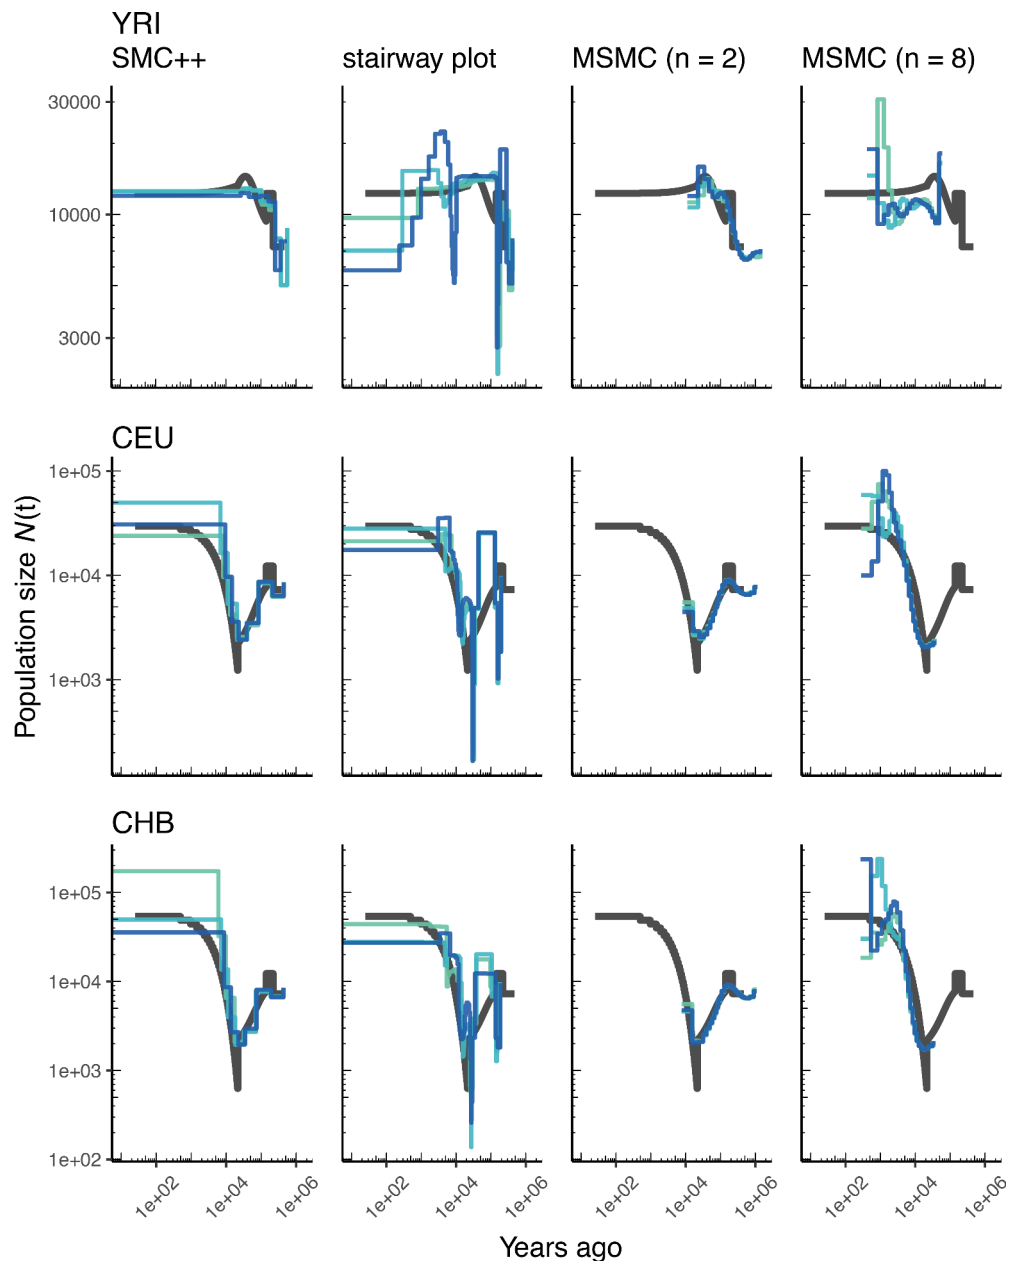 YRI
SMC++ stairway plot MSMC (n = 2) MSMC (n = 8)
30000
10000
3000
CEU
1e+05
1e+04
1e+03
Population size N(t)
CHB
1e+05
1e+04
1e+03
1e+02
1e+02 1e+04 1e+06 1e+02 1e+04 1e+06 1e+02 1e+04 1e+06 1e+02 1e+04 1e+06
Years ago